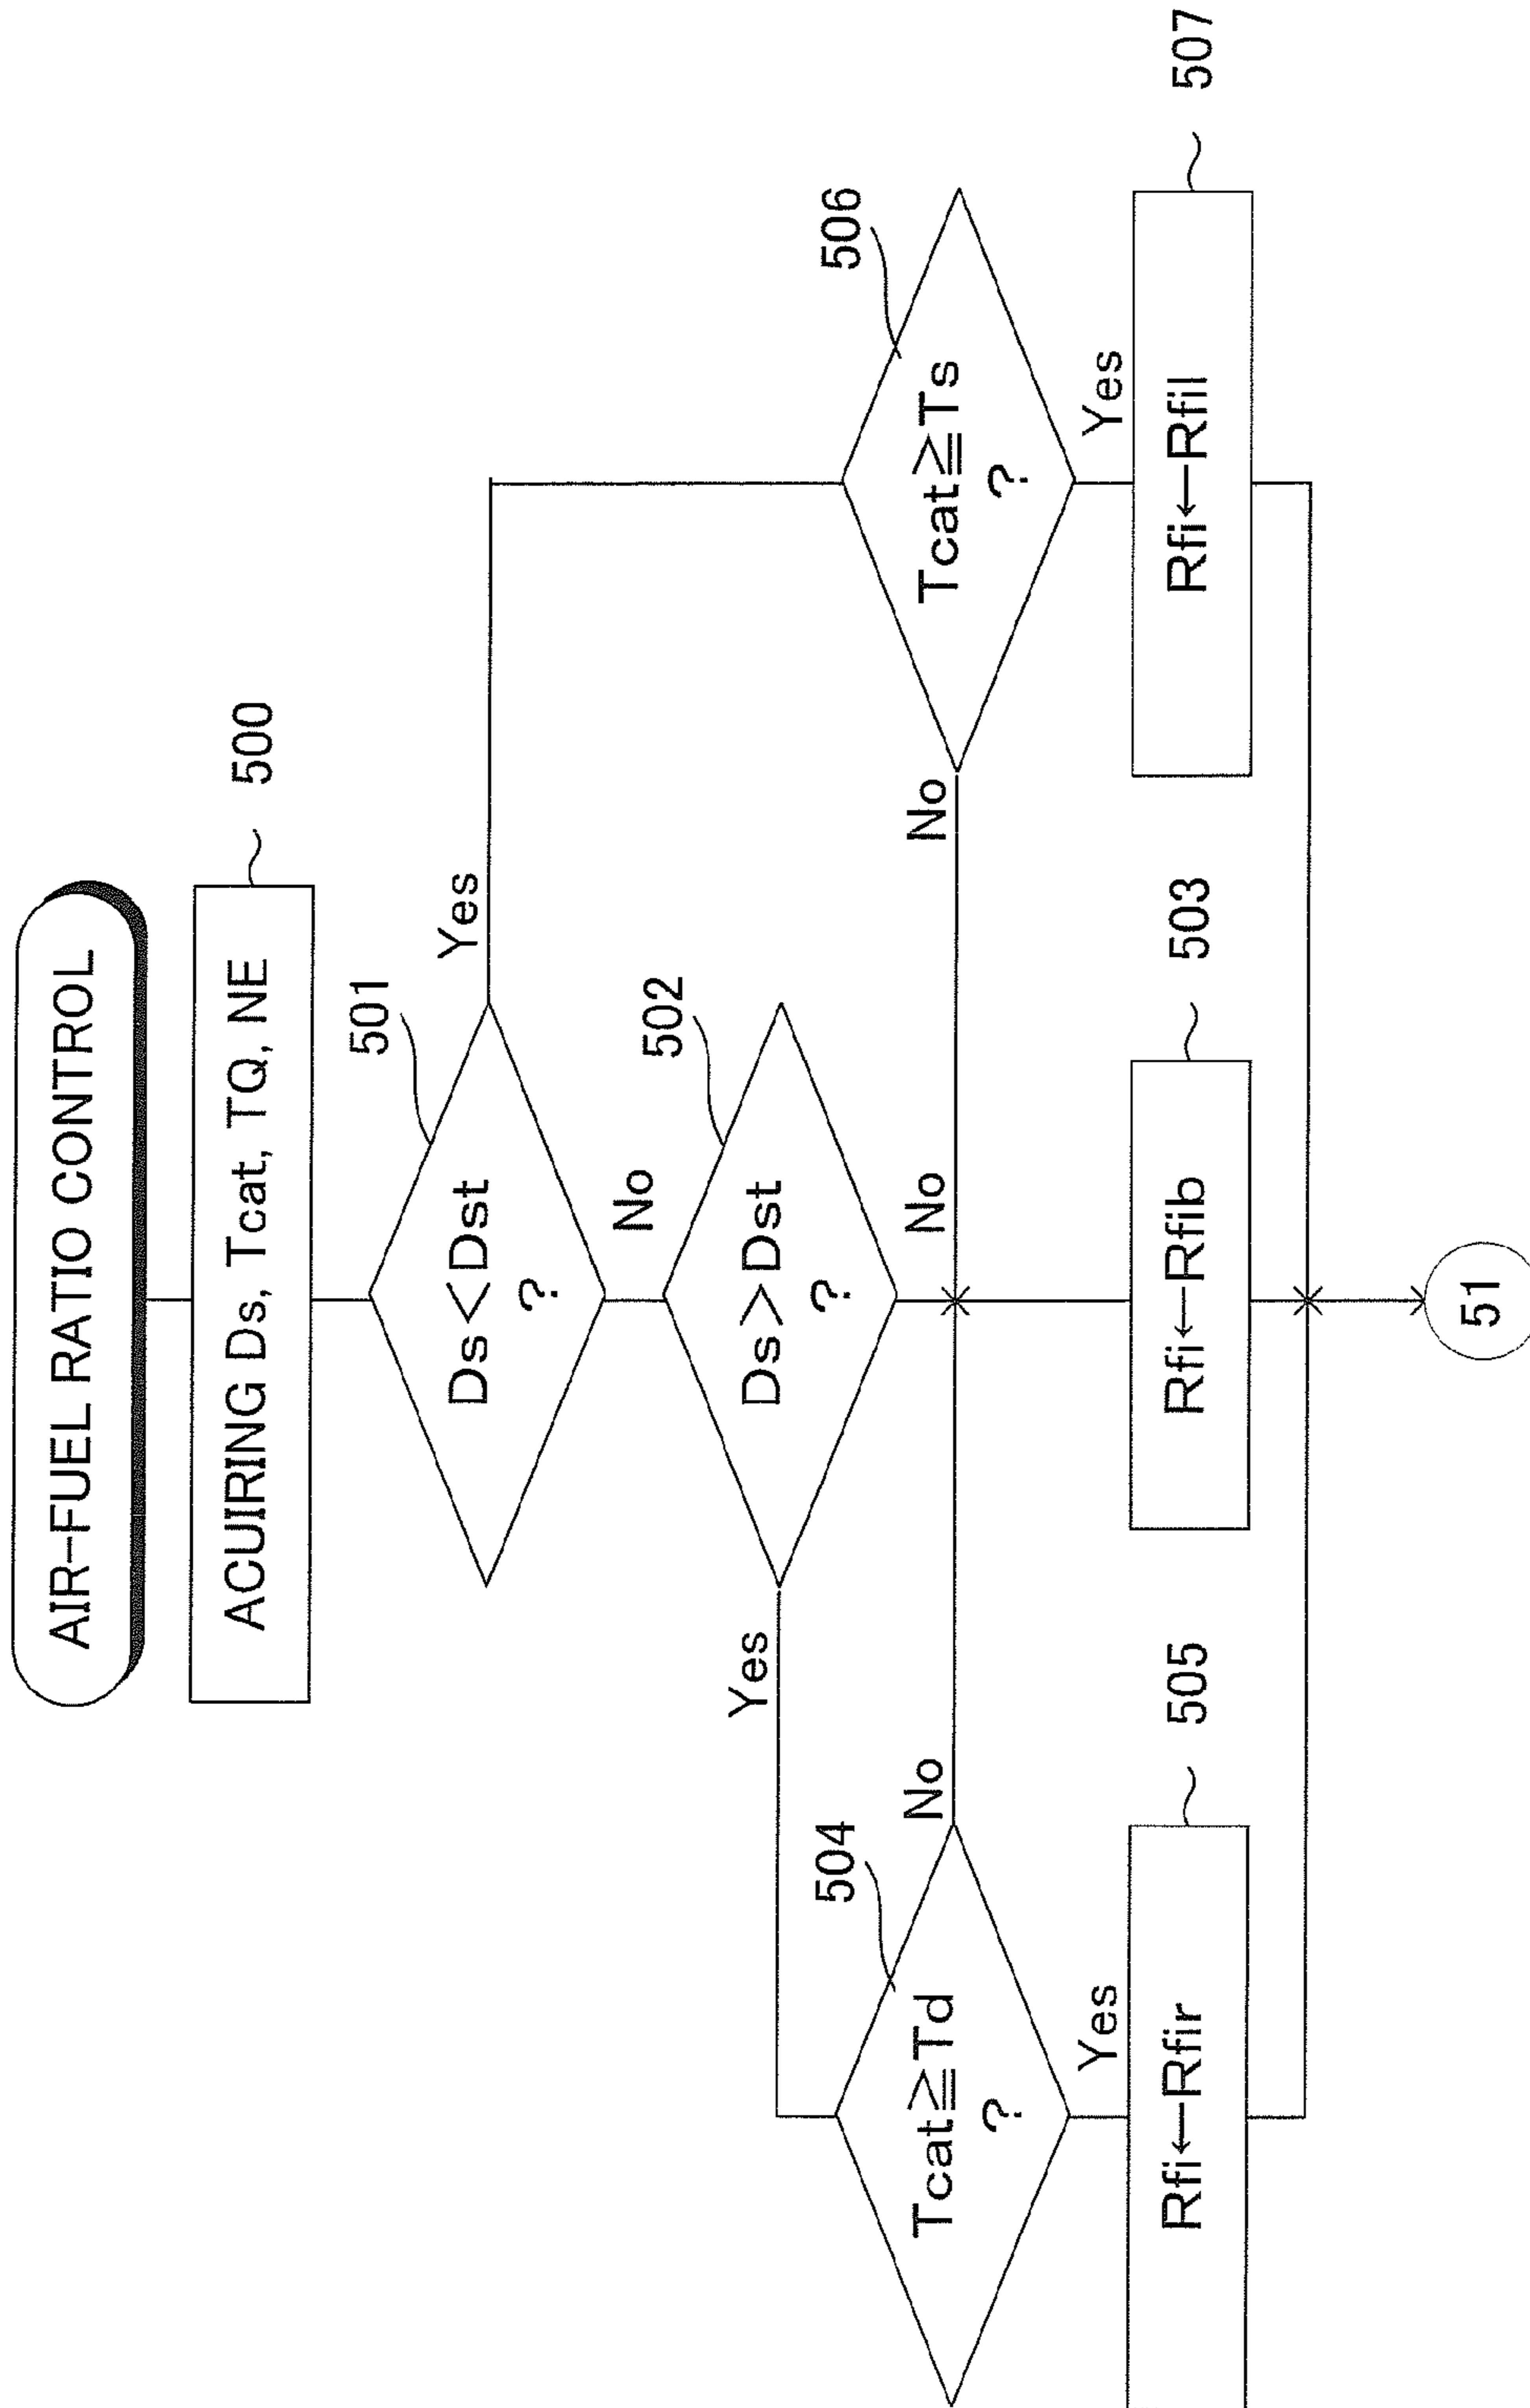 AIR-FUEL RATIO CONTROL
ACUIRING Ds, Tcat, TQ, NE
500
501
Ds<Dst
?
Yes
No
502
Ds>Dst
?
Yes
No
504
Tcat≧Td
?
No
Yes
506
Tcat≧Ts
?
No
Yes
Rfi←Rfir
505
Rfi←Rfib
503
Rfi←Rfil
507
51